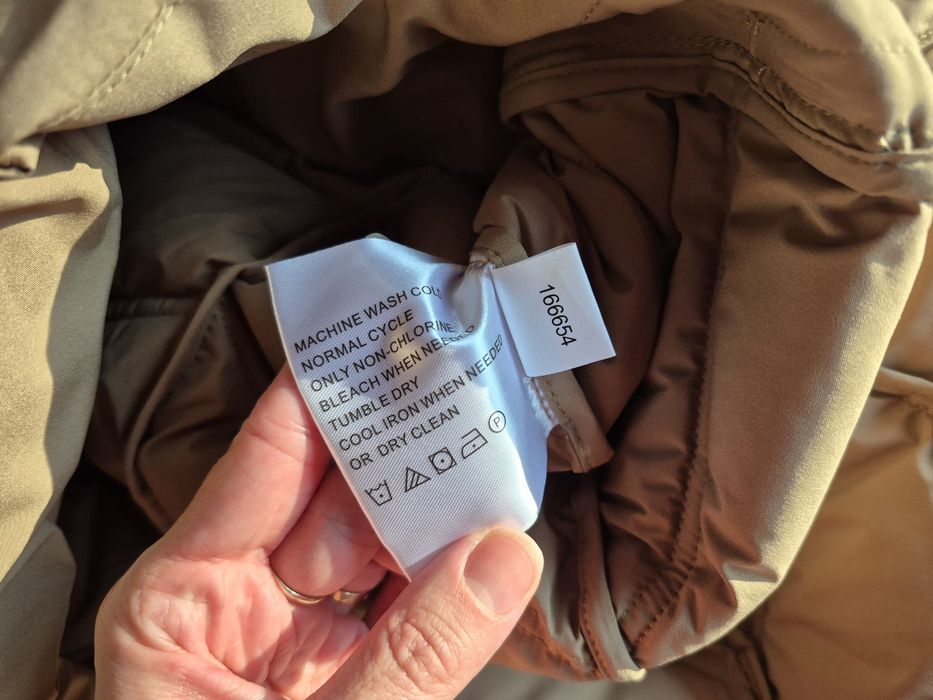 MACHINE WASH COLD
NORMAL CYCLE
ONLY NON-CHLORINE
BLEACH WHEN NEEDED
TUMBLE DRY
COOL IRON WHEN NEEDED
OR DRY CLEAN
P
166654